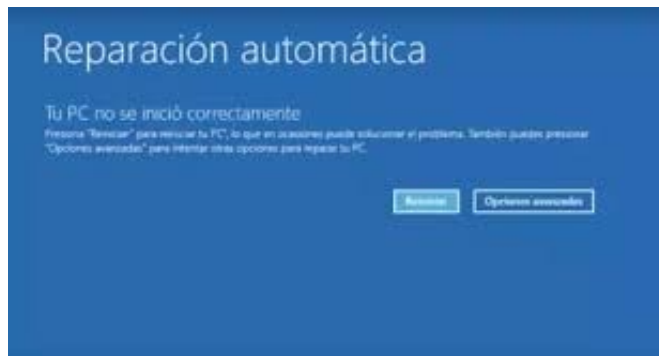 Reparación automática
Tu PC no se inició correctamente
Presiona "Reiniciar" para reiniciar tu PC", lo que en ocasiones puede solucionar el problema. También puedes presionar
"Opciones avanzadas" para intentar otras opciones para reparar tu PC.
Reiniciar
Opciones avanzadas